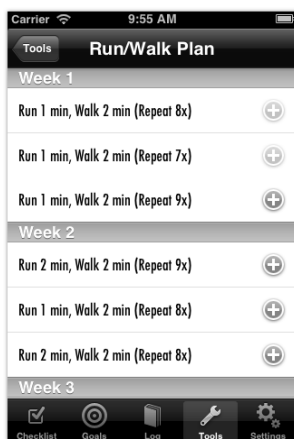 Carrier 9:55 AM
Tools Run/Walk Plan
Week 1
Run 1 min, Walk 2 min (Repeat 8x)
Run 1 min, Walk 2 min (Repeat 7x)
Run 1 min, Walk 2 min (Repeat 9x)
Week 2
Run 2 min, Walk 2 min (Repeat 9x)
Run 1 min, Walk 2 min (Repeat 8x)
Run 2 min, Walk 2 min (Repeat 8x)
Week 3
Checklist Goals Log Tools Settings